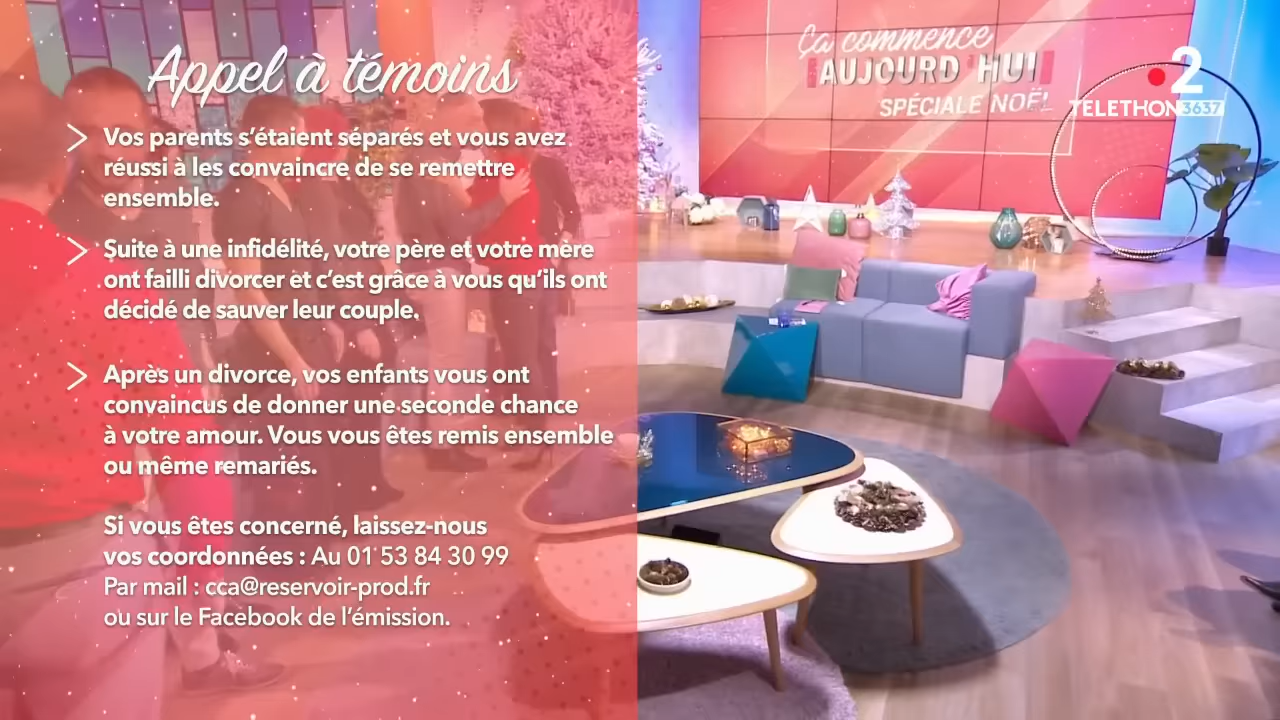 Appel à témoins
Vos parents s'étaient séparés et vous avez
réussi à les convaincre de se remettre
ensemble.
Suite à une infidélité, votre père et votre mère
ont failli divorcer et c'est grâce à vous qu'ils ont
décidé de sauver leur couple.
Après un divorce, vos enfants vous ont
convaincus de donner une seconde chance
à votre amour. Vous vous êtes remis ensemble
ou même remariés.
Si vous êtes concerné, laissez-nous
vos coordonnées : Au 01 53 84 30 99
Par mail : cca@reservoir-prod.fr
ou sur le Facebook de l'émission.
Ça commence
AUJOURD'HUI
SPÉCIALE NOËL
2
TELETHON 3637